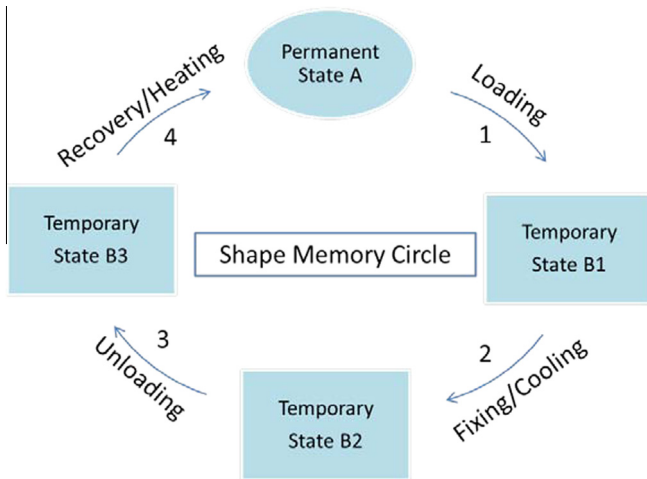 Permanent
State A
Loading
1
Temporary
State B1
2
Fixing/Cooling
Temporary
State B2
3
Unloading
Temporary
State B3
4
Recovery/Heating
Shape Memory Circle